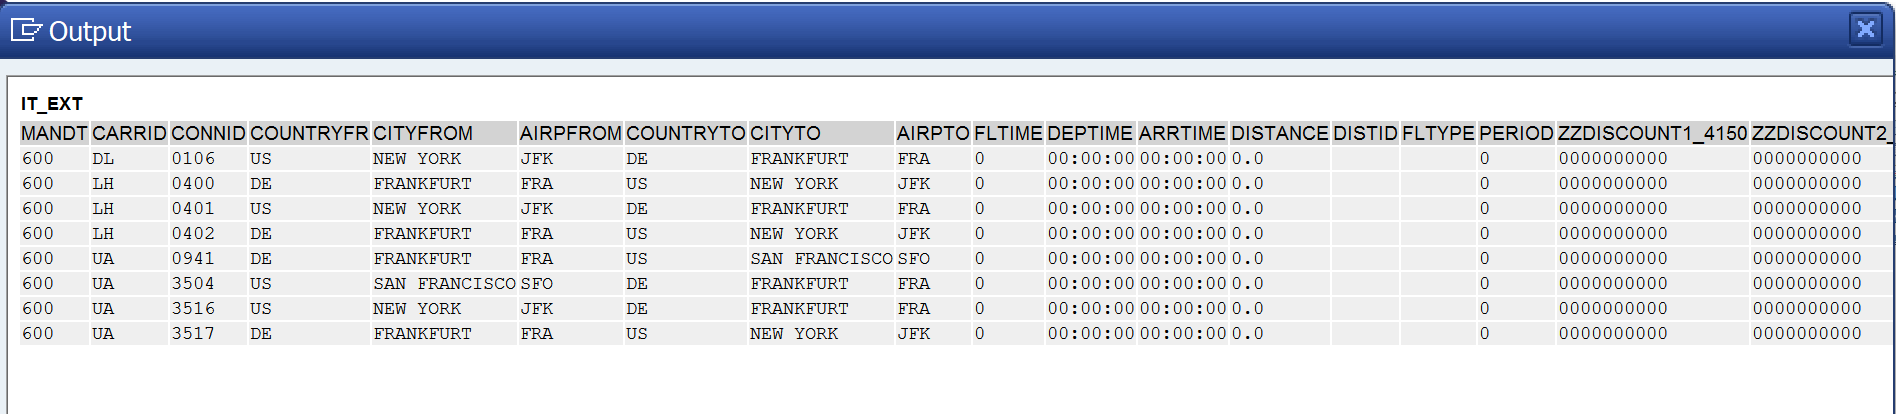 Output
IT_EXT
MANDT CARRID CONNID COUNTRYFR CITYFROM AIRPFROM COUNTRYTO CITYTO AIRPTO FLTIME DEPTIME ARRTIME DISTANCE DISTID FLTYPE PERIOD ZZDISCOUNT1_4150 ZZDISCOUNT2_
600 DL 0106 US NEW YORK JFK DE FRANKFURT FRA 0 00:00:00 00:00:00 0.0 0 0000000000 0000000000
600 LH 0400 DE FRANKFURT FRA US NEW YORK JFK 0 00:00:00 00:00:00 0.0 0 0000000000 0000000000
600 LH 0401 US NEW YORK JFK DE FRANKFURT FRA 0 00:00:00 00:00:00 0.0 0 0000000000 0000000000
600 LH 0402 DE FRANKFURT FRA US NEW YORK JFK 0 00:00:00 00:00:00 0.0 0 0000000000 0000000000
600 UA 0941 DE FRANKFURT FRA US SAN FRANCISCO SFO 0 00:00:00 00:00:00 0.0 0 0000000000 0000000000
600 UA 3504 US SAN FRANCISCO SFO DE FRANKFURT FRA 0 00:00:00 00:00:00 0.0 0 0000000000 0000000000
600 UA 3516 US NEW YORK JFK DE FRANKFURT FRA 0 00:00:00 00:00:00 0.0 0 0000000000 0000000000
600 UA 3517 DE FRANKFURT FRA US NEW YORK JFK 0 00:00:00 00:00:00 0.0 0 0000000000 0000000000